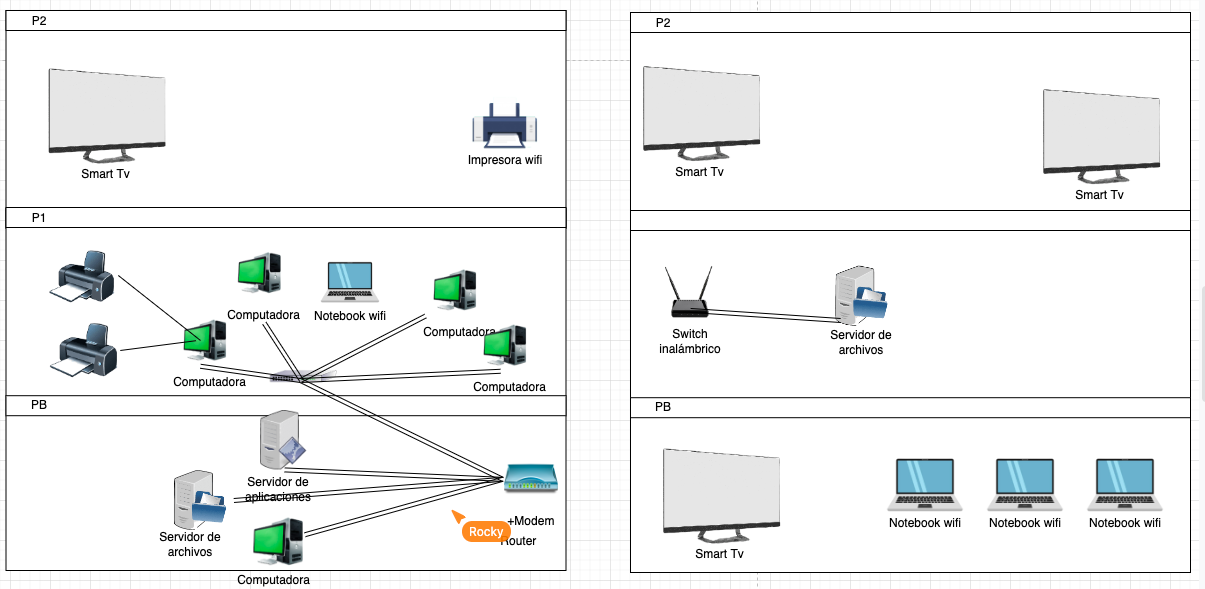 P2
Smart Tv
Impresora wifi
P1
Computadora
Notebook wifi
Computadora
Computadora
Computadora
PB
Servidor de
aplicaciones
Servidor de
archivos
Computadora
+Modem
Router
Rocky
P2
Smart Tv
Smart Tv
Switch
inalámbrico
Servidor de
archivos
PB
Smart Tv
Notebook wifi
Notebook wifi
Notebook wifi